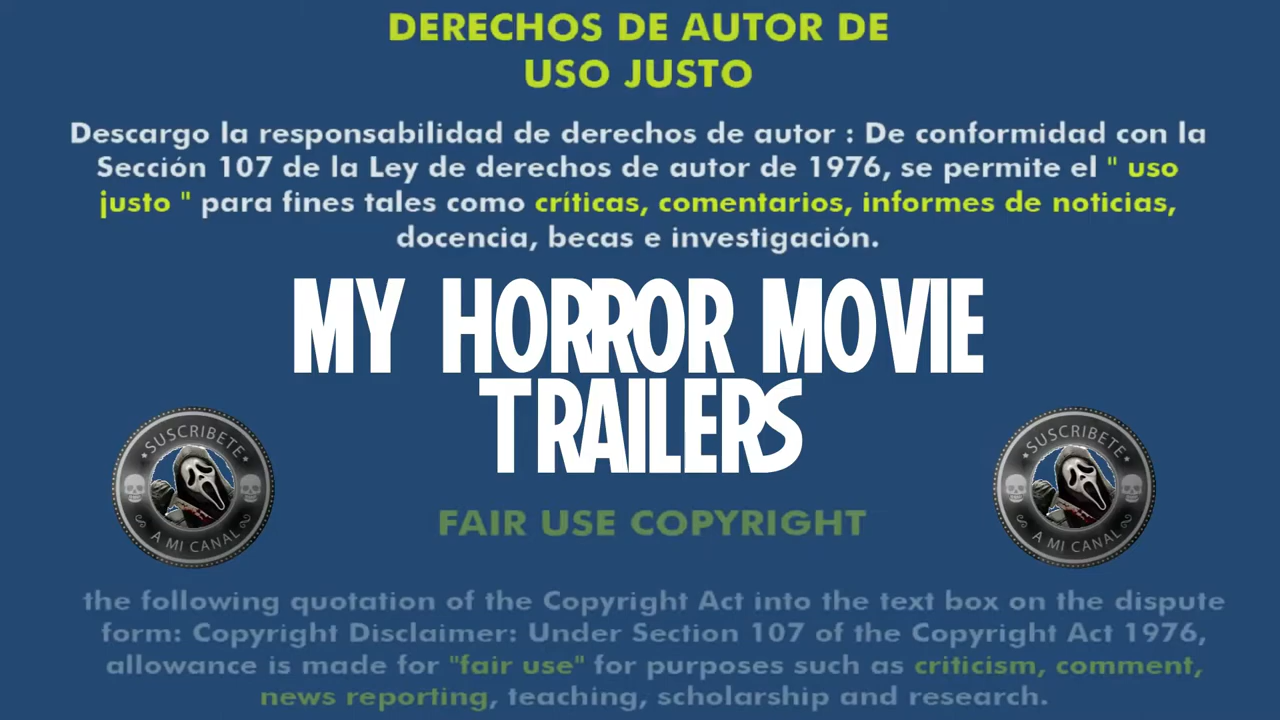 DERECHOS DE AUTOR DE
USO JUSTO
Descargo la responsabilidad de derechos de autor : De conformidad con la
Sección 107 de la Ley de derechos de autor de 1976, se permite el " uso
justo " para fines tales como críticas, comentarios, informes de noticias,
docencia, becas e investigación.
MY HORROR MOVIE
TRAILERS
SUSCRIBETE
A MI CANAL
SUSCRIBETE
A MI CANAL
FAIR USE COPYRIGHT
the following quotation of the Copyright Act into the text box on the dispute
form: Copyright Disclaimer: Under Section 107 of the Copyright Act 1976,
allowance is made for "fair use" for purposes such as criticism, comment,
news reporting, teaching, scholarship and research.